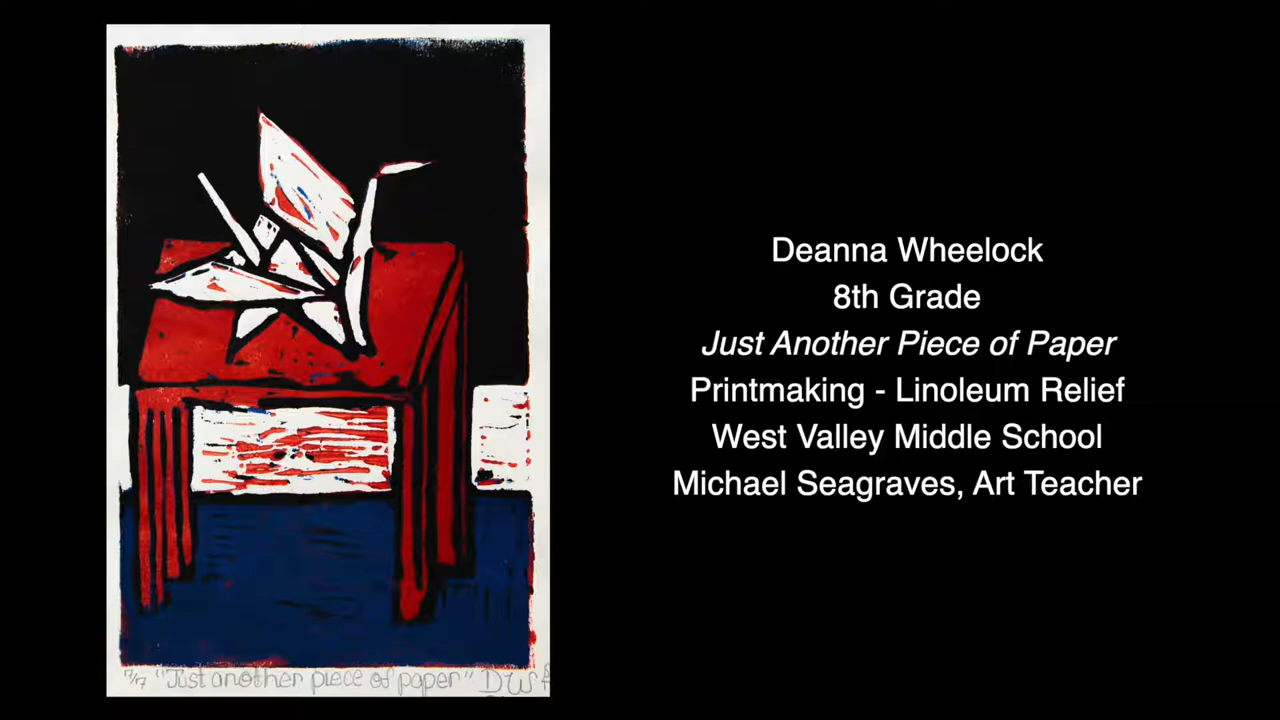 Deanna Wheelock
8th Grade
Just Another Piece of Paper
Printmaking - Linoleum Relief
West Valley Middle School
Michael Seagraves, Art Teacher
"Just another piece of paper" DW